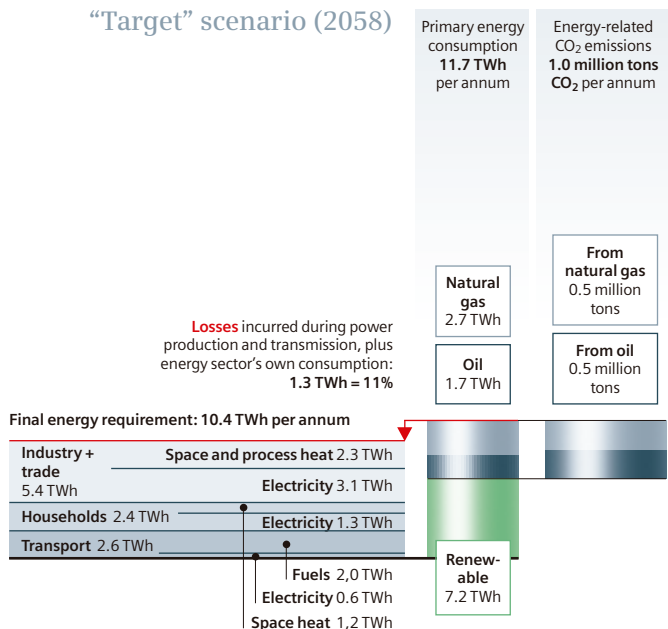 “Target” scenario (2058)
Primary energy
consumption
11.7 TWh
per annum
Energy-related
CO₂ emissions
1.0 million tons
CO₂ per annum
Natural
gas
2.7 TWh
From
natural gas
0.5 million
tons
Losses incurred during power
production and transmission, plus
energy sector’s own consumption:
1.3 TWh = 11%
Oil
1.7 TWh
From oil
0.5 million
tons
Final energy requirement: 10.4 TWh per annum
Industry +
trade
5.4 TWh
Space and process heat 2.3 TWh
Electricity 3.1 TWh
Households 2.4 TWh
Electricity 1.3 TWh
Transport 2.6 TWh
Fuels 2,0 TWh
Electricity 0.6 TWh
Space heat 1,2 TWh
Renew-
able
7.2 TWh